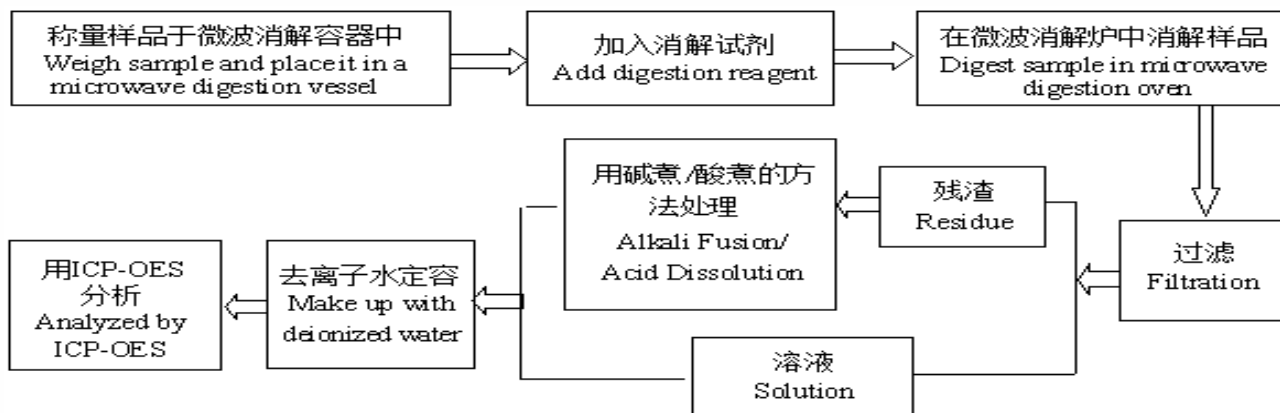 称量样品于微波消解容器中
Weigh sample and place it in a
microwave digestion vessel
加入消解试剂
Add digestion reagent
在微波消解炉中消解样品
Digest sample in microwave
digestion oven
过滤
Filtration
残渣
Residue
用碱煮/酸煮的方
法处理
Alkali Fusion/
Acid Dissolution
溶液
Solution
去离子水定容
Make up with
deionized water
用ICP-OES
分析
Analyzed by
ICP-OES